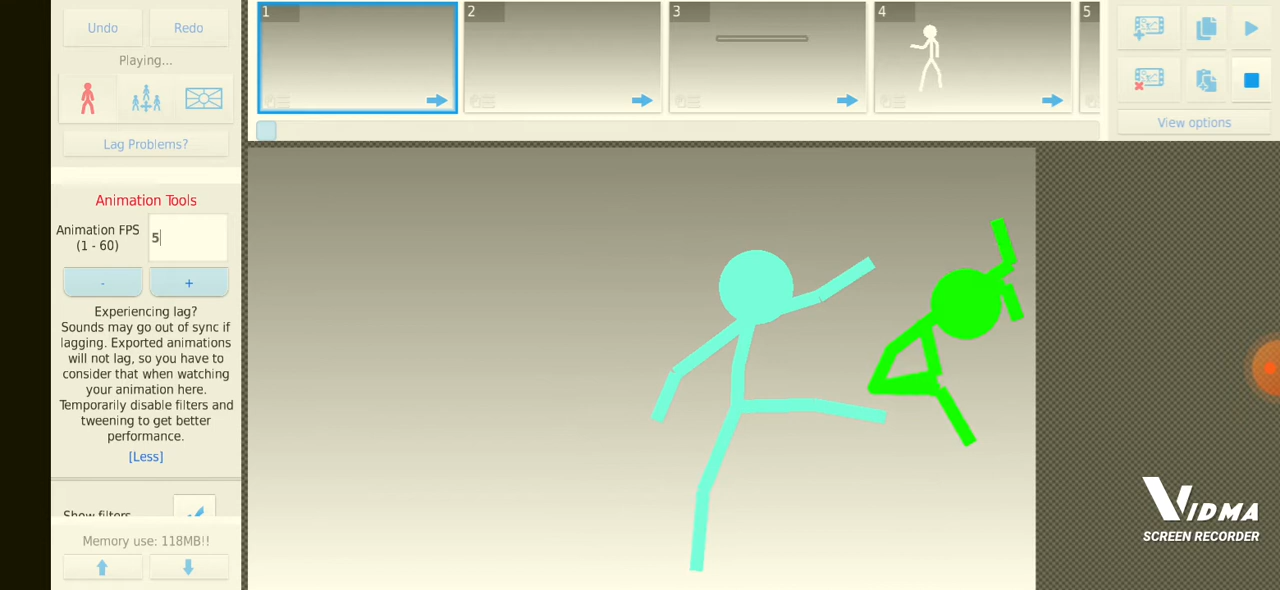 Undo
Redo
Playing...
Lag Problems?
Animation Tools
Animation FPS
(1 - 60)
5
-
+
Experiencing lag?
Sounds may go out of sync if
lagging. Exported animations
will not lag, so you have to
consider that when watching
your animation here.
Temporarily disable filters and
tweening to get better
performance.
[Less]
Show filters
Memory use: 118MB!!
1
2
3
4
5
View options
VIDMA
SCREEN RECORDER